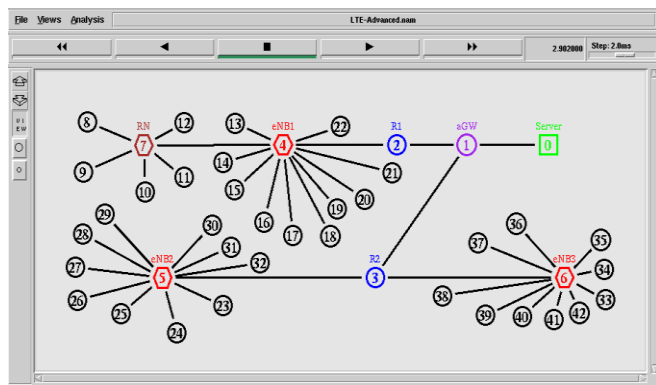 File Views Analysis LTE-Advanced.nam
2.902000 Step: 2.0ms
VI
EW
RN eNB1 R1 aGW Server
7 4 2 1 0
8 12 9 10 11
13 22 14 15 16 17 18 19 20 21
eNB2 R2 eNB3
5 3 6
29 30 28 31 27 32 26 25 24 23
36 35 37 34 38 33 39 40 41 42